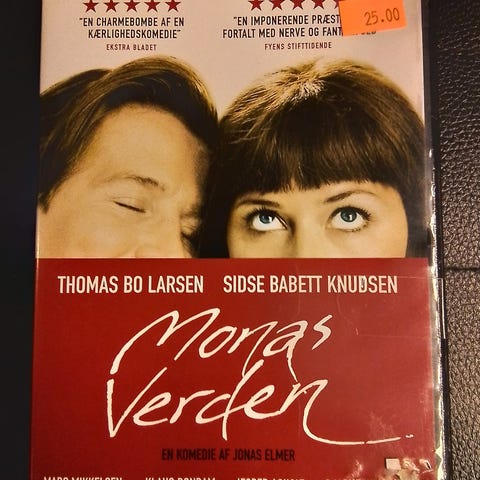 "EN CHARMEBOMBE AF EN
KÆRLIGHEDSKOMEDIE"
EKSTRA BLADET
"EN IMPONERENDE PRÆST
FORTALT MED NERVE OG FANT
FYENS STIFTTIDENDE
25.00
THOMAS BO LARSEN SIDSE BABETT KNUDSEN
Monas
Verden
EN KOMEDIE AF JONAS ELMER